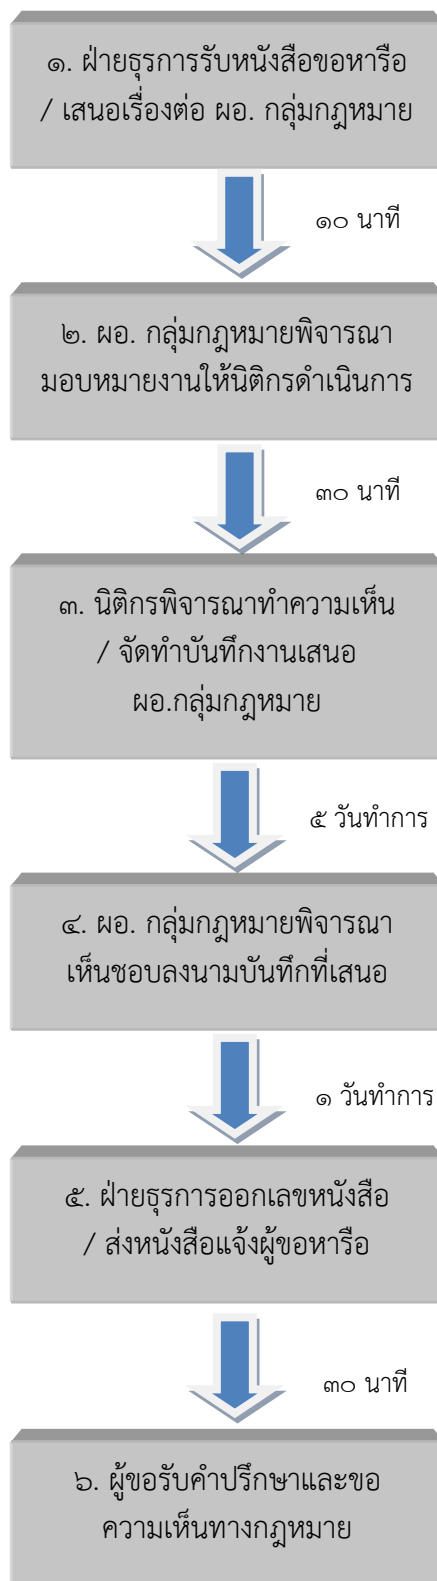 ๑. ฝ่ายธุรการรับหนังสือขอหารือ
/ เสนอเรื่องต่อ ผอ. กลุ่มกฎหมาย
๑๐ นาที
๒. ผอ. กลุ่มกฎหมายพิจารณา
มอบหมายงานให้นิติกรดำเนินการ
๓๐ นาที
๓. นิติกรพิจารณาทำความเห็น
/ จัดทำบันทึกงานเสนอ
ผอ.กลุ่มกฎหมาย
๕ วันทำการ
๔. ผอ. กลุ่มกฎหมายพิจารณา
เห็นชอบลงนามบันทึกที่เสนอ
๑ วันทำการ
๕. ฝ่ายธุรการออกเลขหนังสือ
/ ส่งหนังสือแจ้งผู้ขอหารือ
๓๐ นาที
๖. ผู้ขอรับคำปรึกษาและขอ
ความเห็นทางกฎหมาย